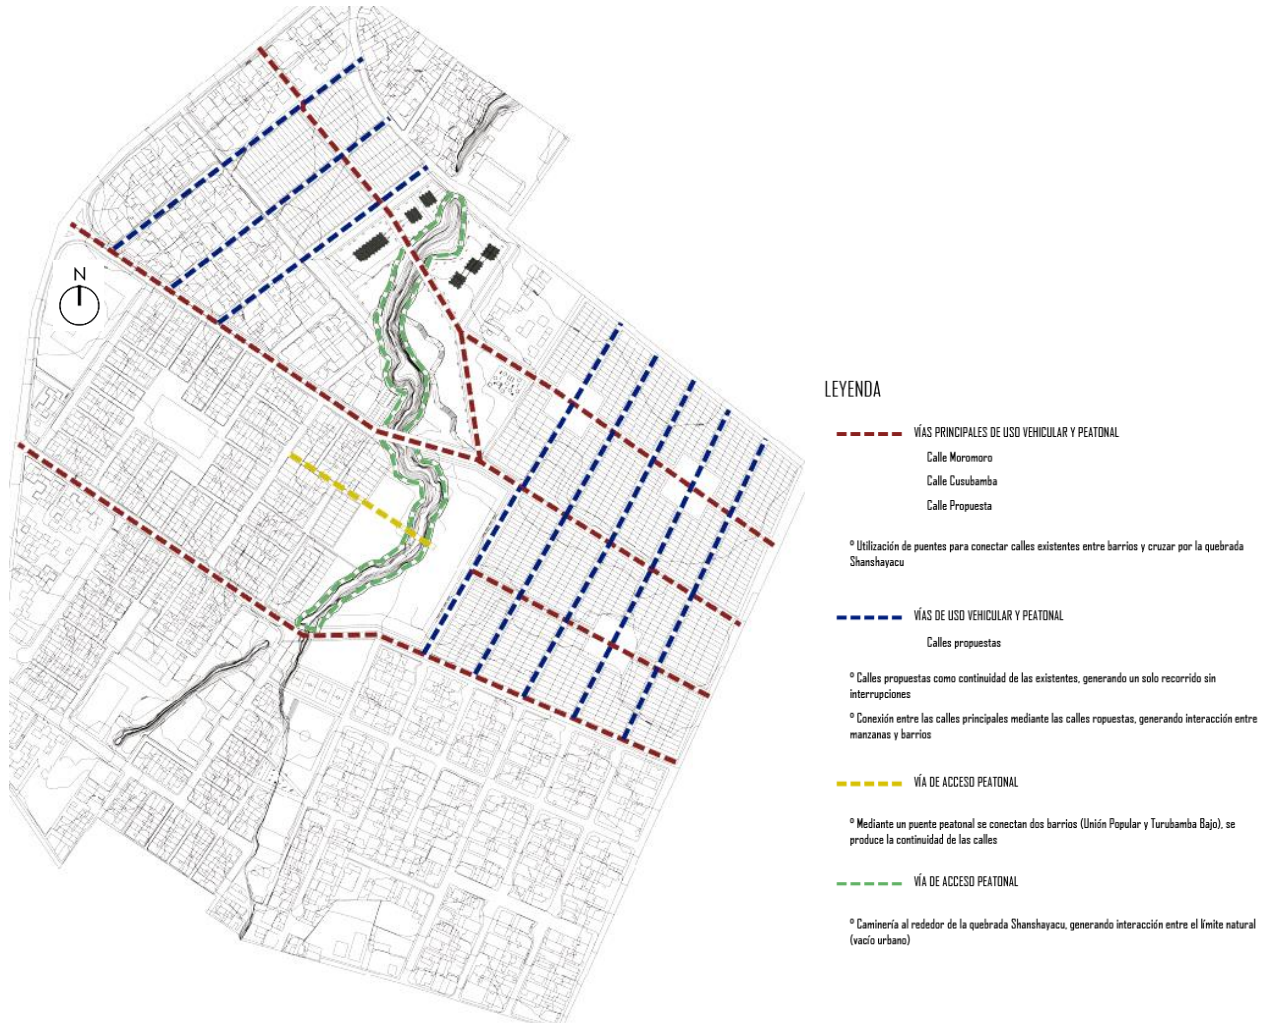 N
LEYENDA
VÍAS PRINCIPALES DE USO VEHICULAR Y PEATONAL
Calle Moromoro
Calle Cusubamba
Calle Propuesta
° Utilización de puentes para conectar calles existentes entre barrios y cruzar por la quebrada
Shanshayacu
VÍAS DE USO VEHICULAR Y PEATONAL
Calles propuestas
° Calles propuestas como continuidad de las existentes, generando un solo recorrido sin
interrupciones
° Conexión entre las calles principales mediante las calles ropuestas, generando interacción entre
manzanas y barrios
VÍA DE ACCESO PEATONAL
° Mediante un puente peatonal se conectan dos barrios (Unión Popular y Turubamba Bajo), se
produce la continuidad de las calles
VÍA DE ACCESO PEATONAL
° Caminería al rededor de la quebrada Shanshayacu, generando interacción entre el límite natural
(vacío urbano)